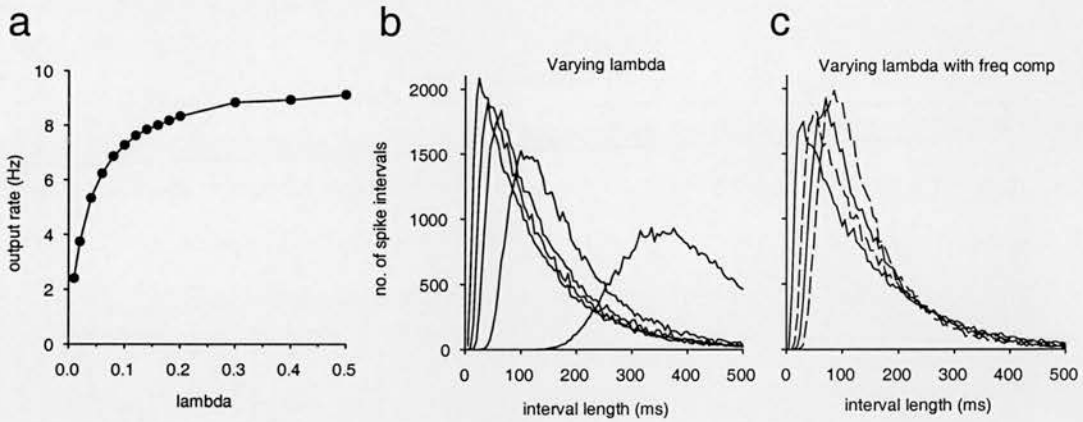 a
b
c
10
8
6
4
2
0
0.0
0.1
0.2
0.3
0.4
0.5
output rate (Hz)
lambda
Varying lambda
2000
1500
1000
500
0
0
100
200
300
400
500
no. of spike intervals
interval length (ms)
Varying lambda with freq comp
0
100
200
300
400
500
interval length (ms)